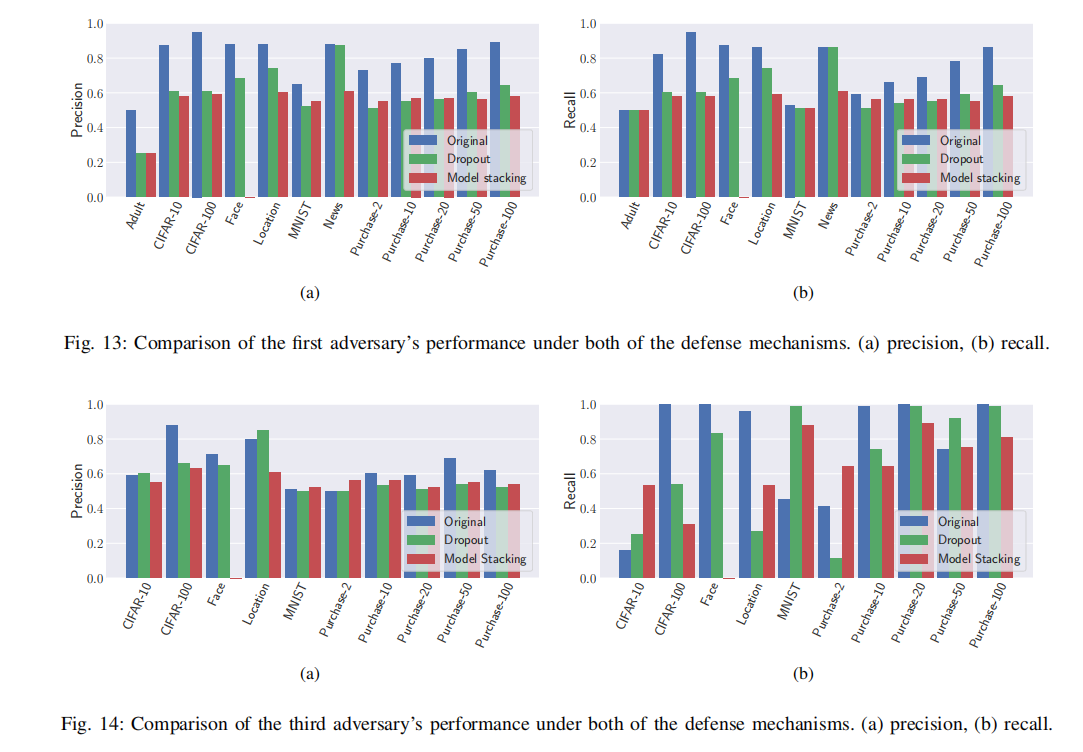 1.0
0.8
0.6
0.4
0.2
0.0
Precision
Original
Dropout
Model stacking
Adult
CIFAR-10
CIFAR-100
Face
Location
MNIST
News
Purchase-2
Purchase-10
Purchase-20
Purchase-50
Purchase-100
(a)
1.0
0.8
0.6
0.4
0.2
0.0
Recall
Original
Dropout
Model stacking
Adult
CIFAR-10
CIFAR-100
Face
Location
MNIST
News
Purchase-2
Purchase-10
Purchase-20
Purchase-50
Purchase-100
(b)
Fig. 13: Comparison of the first adversary's performance under both of the defense mechanisms. (a) precision, (b) recall.
1.0
0.8
0.6
0.4
0.2
0.0
Precision
Original
Dropout
Model Stacking
CIFAR-10
CIFAR-100
Face
Location
MNIST
Purchase-2
Purchase-10
Purchase-20
Purchase-50
Purchase-100
(a)
1.0
0.8
0.6
0.4
0.2
0.0
Recall
Original
Dropout
Model Stacking
CIFAR-10
CIFAR-100
Face
Location
MNIST
Purchase-2
Purchase-10
Purchase-20
Purchase-50
Purchase-100
(b)
Fig. 14: Comparison of the third adversary's performance under both of the defense mechanisms. (a) precision, (b) recall.